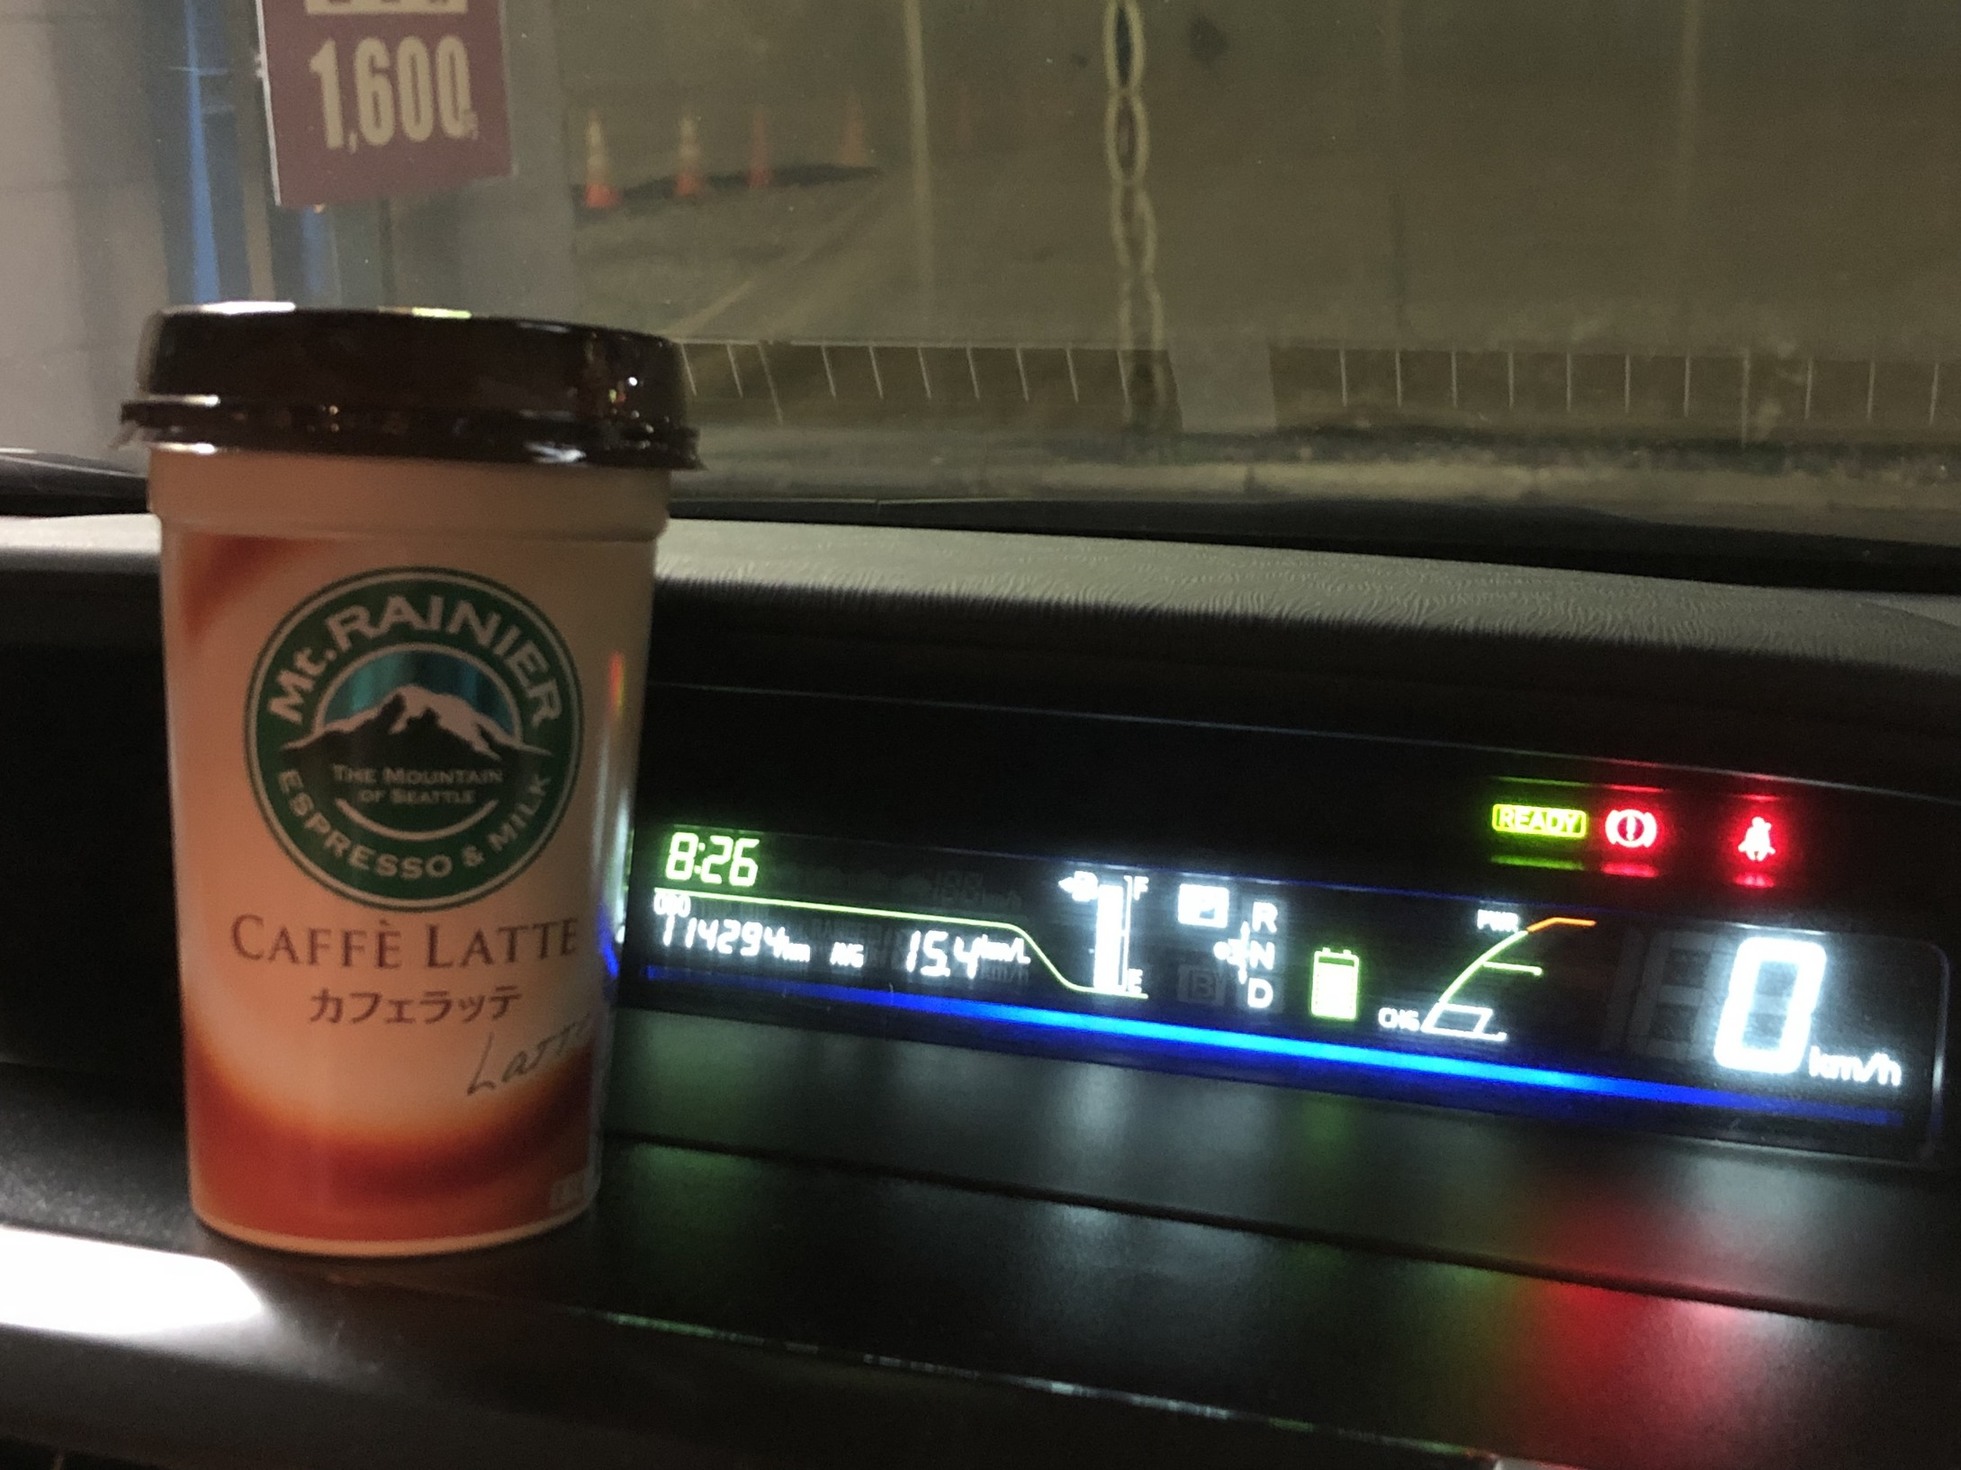 1,600
Mt. RAINIER
THE MOUNTAIN
OF SEATTLE
ESPRESSO & MILK
CAFFÈ LATTE
カフェラッテ
Latte
READY
8:26
F
P
R
N
D
E
ODO
114294km AVG 15.4km/L
PWR
CHG
0 km/h